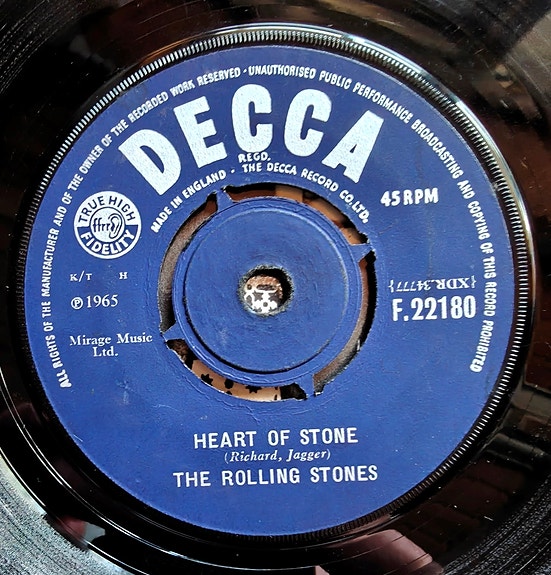 ALL RIGHTS OF THE MANUFACTURER AND OF THE OWNER OF THE RECORDED WORK RESERVED · UNAUTHORISED PUBLIC PERFORMANCE BROADCASTING AND COPYING OF THIS RECORD PROHIBITED
DECCA
REGD.
MADE IN ENGLAND · THE DECCA RECORD CO. LTD.
TRUE HIGH
ffrr
FIDELITY
45 RPM
K/T H
℗ 1965
Mirage Music
Ltd.
{XDR.34777}
F.22180
HEART OF STONE
(Richard, Jagger)
THE ROLLING STONES